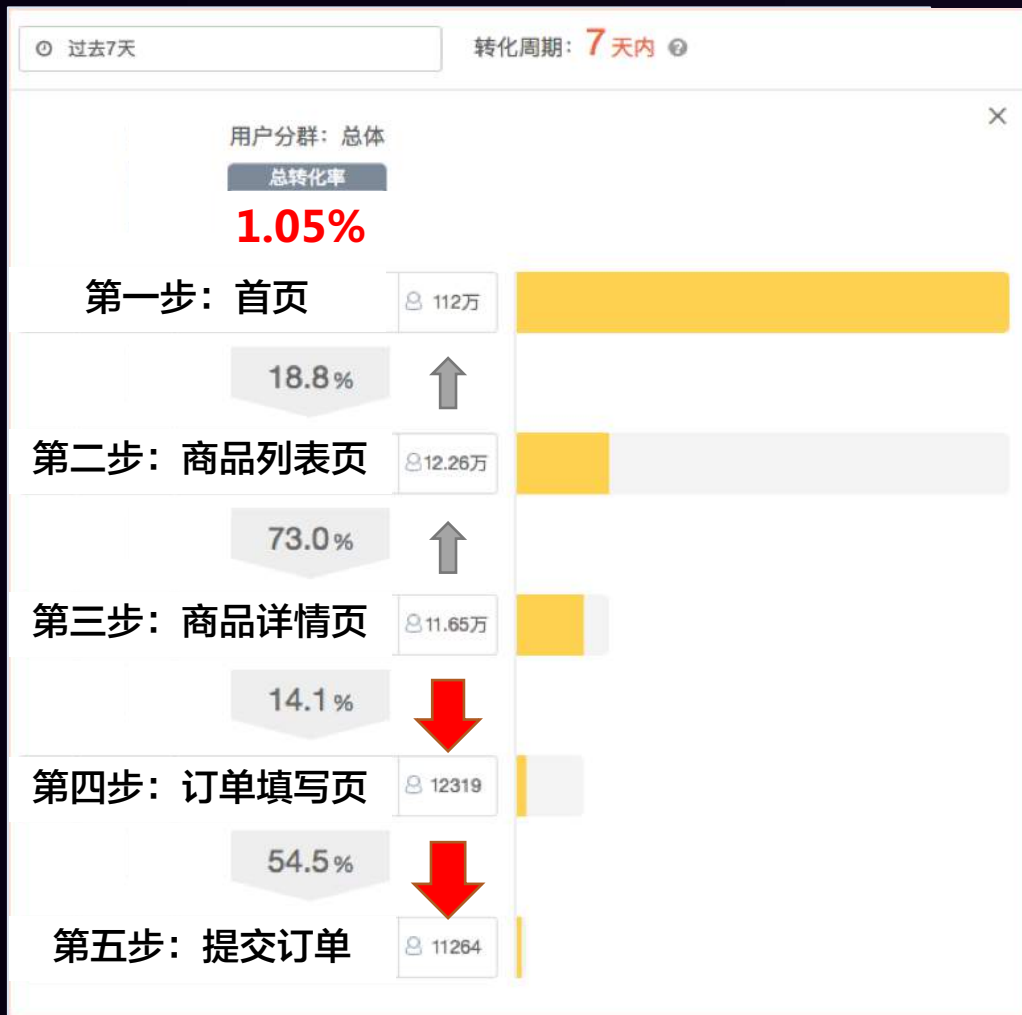 过去7天
转化周期：7天内
用户分群：总体
总转化率
1.05%
第一步：首页
112万
18.8%
第二步：商品列表页
12.26万
73.0%
第三步：商品详情页
11.65万
14.1%
第四步：订单填写页
12319
54.5%
第五步：提交订单
11264